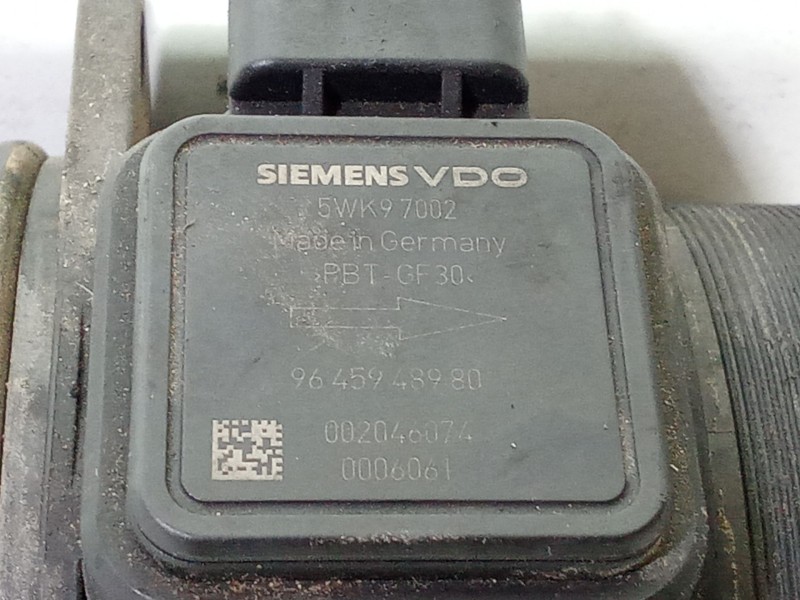 SIEMENS VDO
5WK9 7002
Made in Germany
>PBT-GF30<
96 459 489 80
002046074
0006061